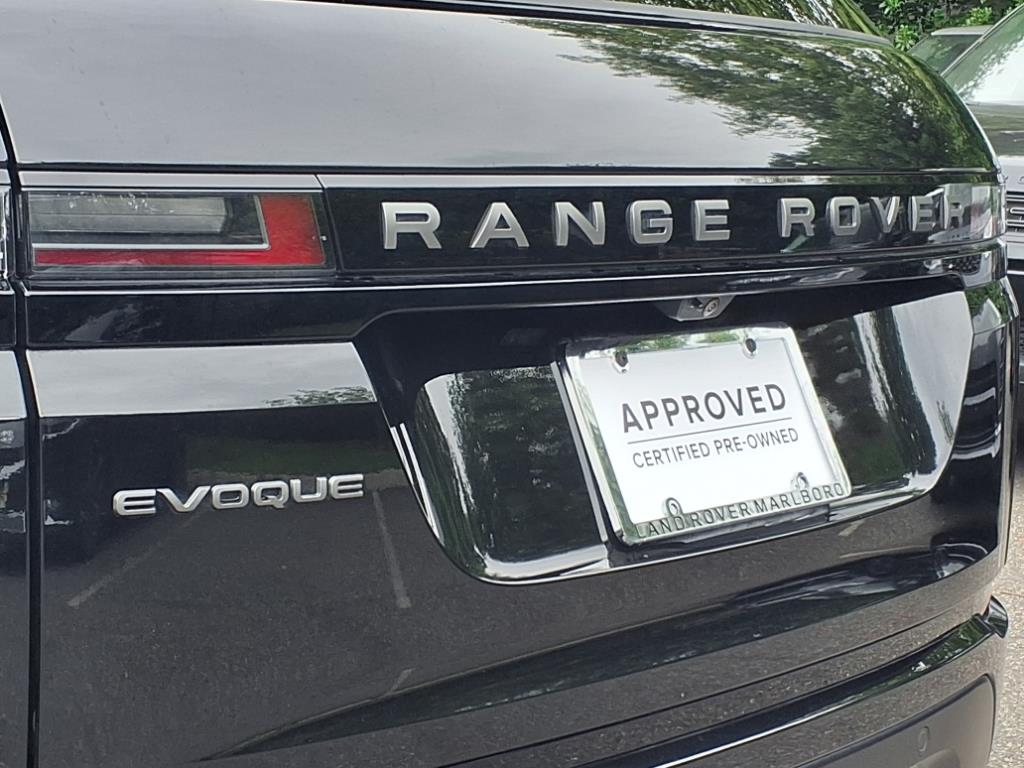 RANGE ROVER
APPROVED
CERTIFIED PRE-OWNED
LAND ROVER MARLBORO
EVOQUE